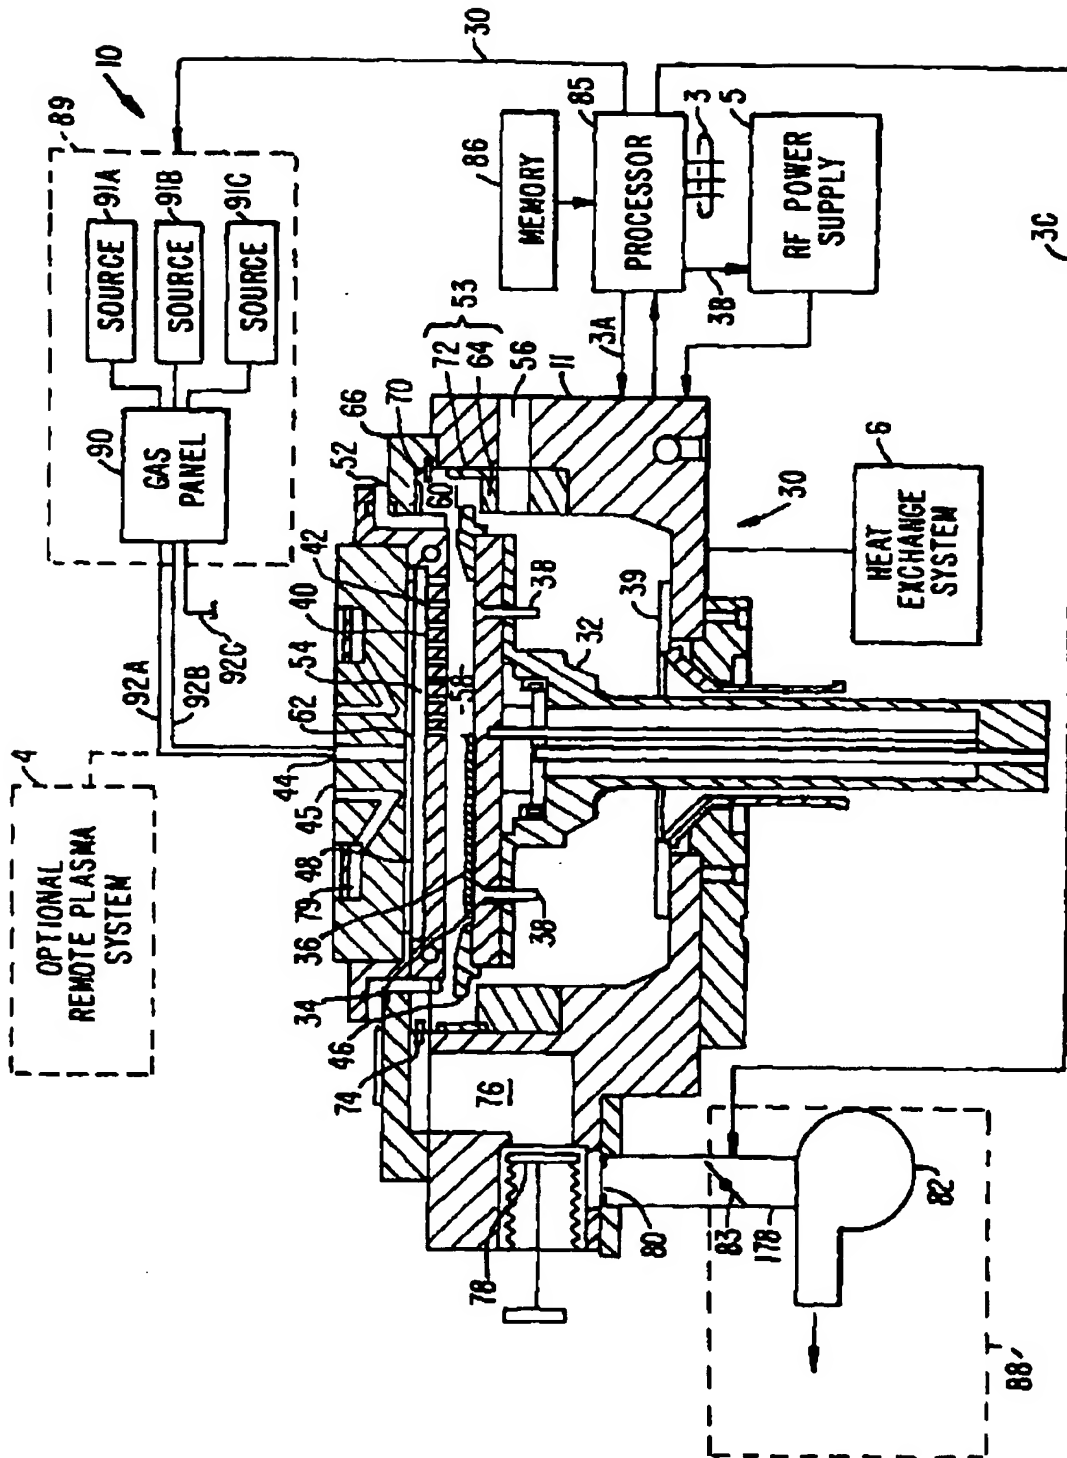 10
89
SOURCE
91A
SOURCE
91B
SOURCE
91C
90
GAS
PANEL
30
92A
92B
92C
4
OPTIONAL
REMOTE PLASMA
SYSTEM
86
MEMORY
85
PROCESSOR
3
5
RF POWER
SUPPLY
3A
3B
3C
53
72
64
56
11
66
70
52
60
42
40
54
62
44
45
48
79
36
34
46
74
58
38
38
32
39
30
6
HEAT
EXCHANGE
SYSTEM
76
78
80
83
178
82
88